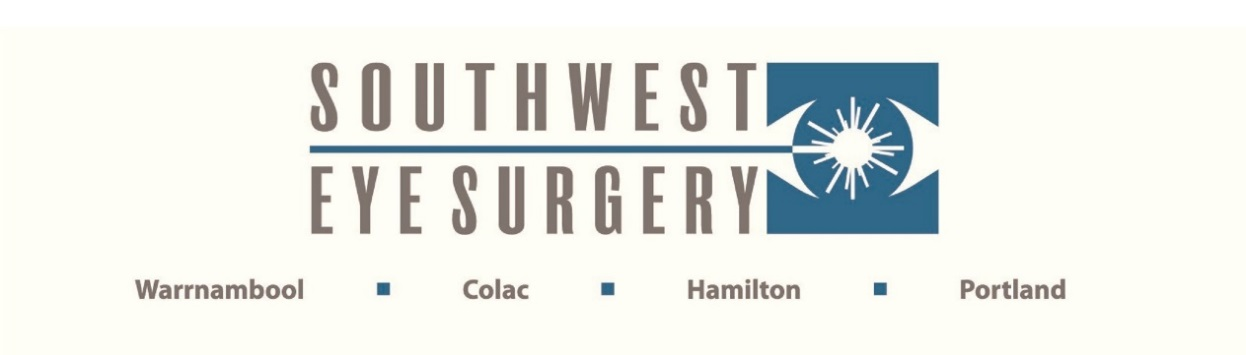 SOUTHWEST
EYE SURGERY
Warrnambool ▪ Colac ▪ Hamilton ▪ Portland